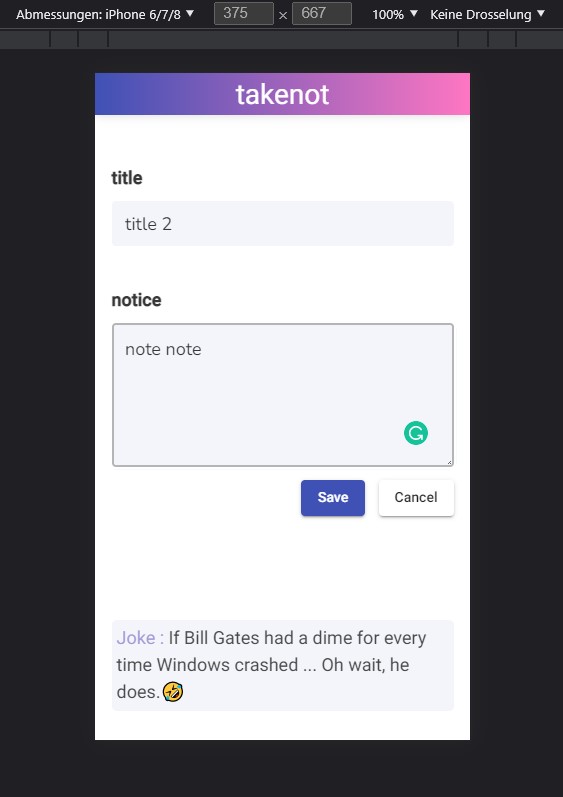 Abmessungen: iPhone 6/7/8 ▼ 375 × 667 100% ▼ Keine Drosselung ▼
takenot
title
title 2
notice
note note
Save Cancel
Joke : If Bill Gates had a dime for every
time Windows crashed ... Oh wait, he
does.🤣